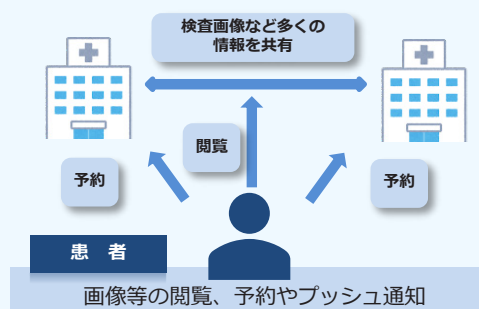 検査画像など多くの
情報を共有
閲覧
予約
予約
患 者
画像等の閲覧、予約やプッシュ通知